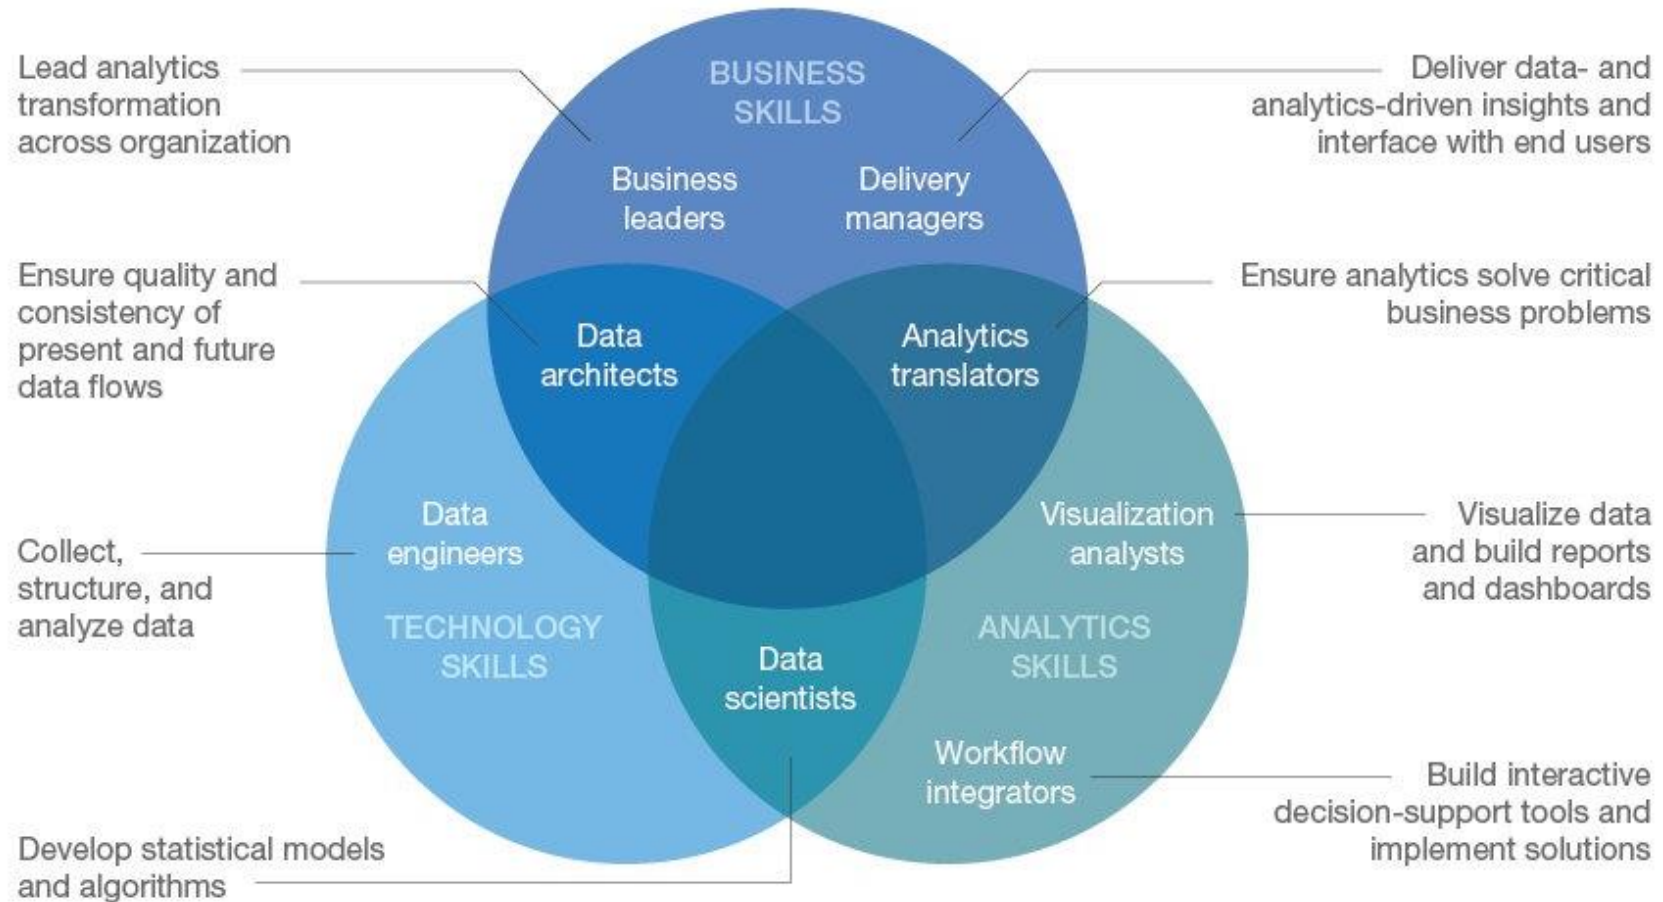 Lead analytics
transformation
across organization
BUSINESS
SKILLS
Deliver data- and
analytics-driven insights and
interface with end users
Business
leaders
Delivery
managers
Ensure quality and
consistency of
present and future
data flows
Data
architects
Analytics
translators
Ensure analytics solve critical
business problems
Collect,
structure, and
analyze data
Data
engineers
TECHNOLOGY
SKILLS
Visualization
analysts
Visualize data
and build reports
and dashboards
ANALYTICS
SKILLS
Data
scientists
Workflow
integrators
Build interactive
decision-support tools and
implement solutions
Develop statistical models
and algorithms